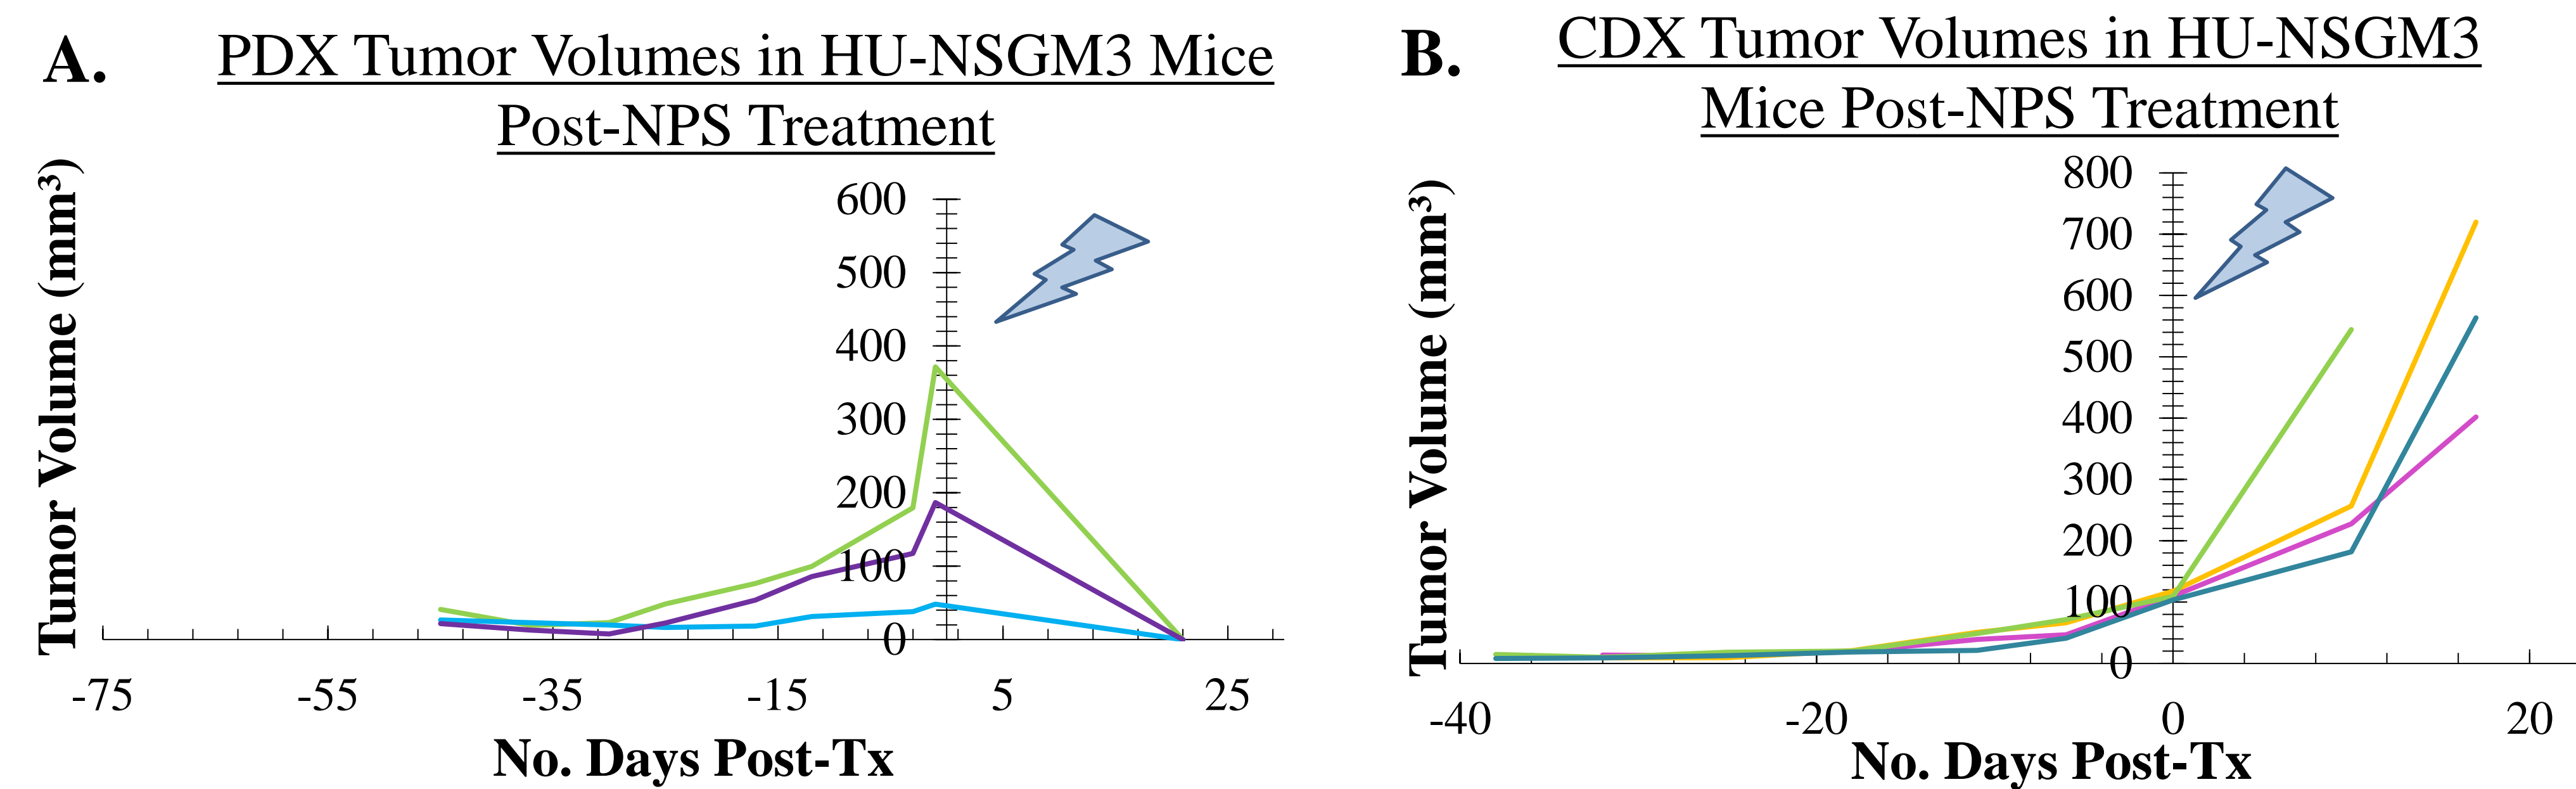 A.
PDX Tumor Volumes in HU-NSGM3 Mice
Post-NPS Treatment
Tumor Volume (mm³)
600
500
400
300
200
100
0
-75 -55 -35 -15 5 25
No. Days Post-Tx
B.
CDX Tumor Volumes in HU-NSGM3
Mice Post-NPS Treatment
Tumor Volume (mm³)
800
700
600
500
400
300
200
100
0
-40 -20 0 20
No. Days Post-Tx